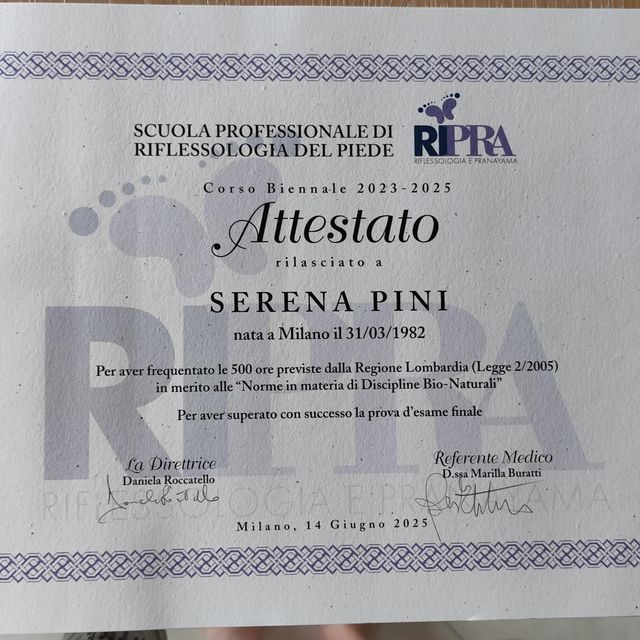 SCUOLA PROFESSIONALE DI
RIFLESSOLOGIA DEL PIEDE
RIPRA
RIFLESSOLOGIA E PRANAYAMA
Corso Biennale 2023-2025
Attestato
rilasciato a
SERENA PINI
nata a Milano il 31/03/1982
Per aver frequentato le 500 ore previste dalla Regione Lombardia (Legge 2/2005)
in merito alle “Norme in materia di Discipline Bio-Naturali”
Per aver superato con successo la prova d'esame finale
RIPRA
La Direttrice
Daniela Roccatello
Referente Medico
D.ssa Marilla Buratti
RIFLESSOLOGIA E PRANAYAMA
Milano, 14 Giugno 2025